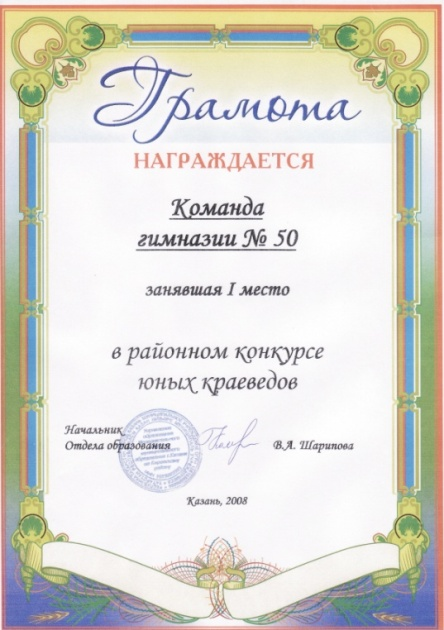 Грамота
НАГРАЖДАЕТСЯ
Команда
гимназии № 50
занявшая I место
в районном конкурсе
юных краеведов
Начальник
Отдела образования
В.А. Шарипова
Казань, 2008